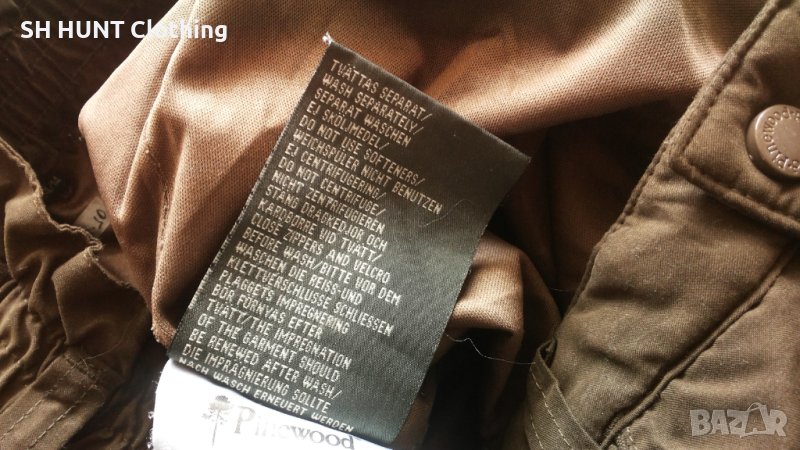 SH HUNT Clothing
TVÄTTAS SEPARAT/
WASH SEPARATELY/
SEPARAT WASCHEN
EJ SKÖLJMEDEL/
DO NOT USE SOFTENERS/
WEICHSPÜLER NICHT BENUTZEN
EJ CENTRIFUGERING/
DO NOT CENTRIFUGE/
NICHT ZENTRIFUGIEREN
STÄNG DRAGKEDJOR OCH
KARDBORRE VID TVÄTT/
CLOSE ZIPPERS AND VELCRO
BEFORE WASH/BITTE VOR DEM
WASCHEN DIE REISS-UND
KLETTVERSCHLUSSE SCHLIESSEN
PLAGGETS IMPREGNERING
BÖR FÖRNYAS EFTER
TVÄTT/THE IMPREGNATION
OF THE GARMENT SHOULD
BE RENEWED AFTER WASH/
DIE IMPRÄGNIERUNG SOLLTE
NACH WASCH ERNEUERT WERDEN
Pinewood
BAZAR